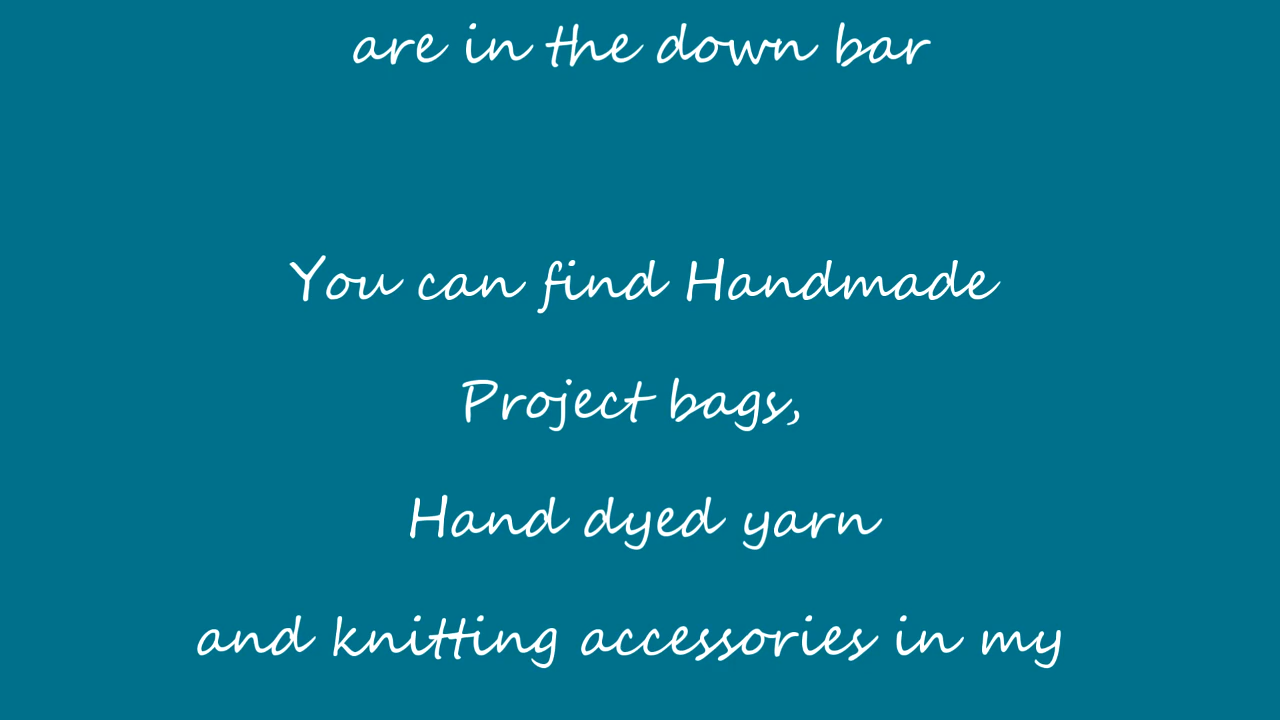 are in the down bar
You can find Handmade
Project bags,
Hand dyed yarn
and knitting accessories in my